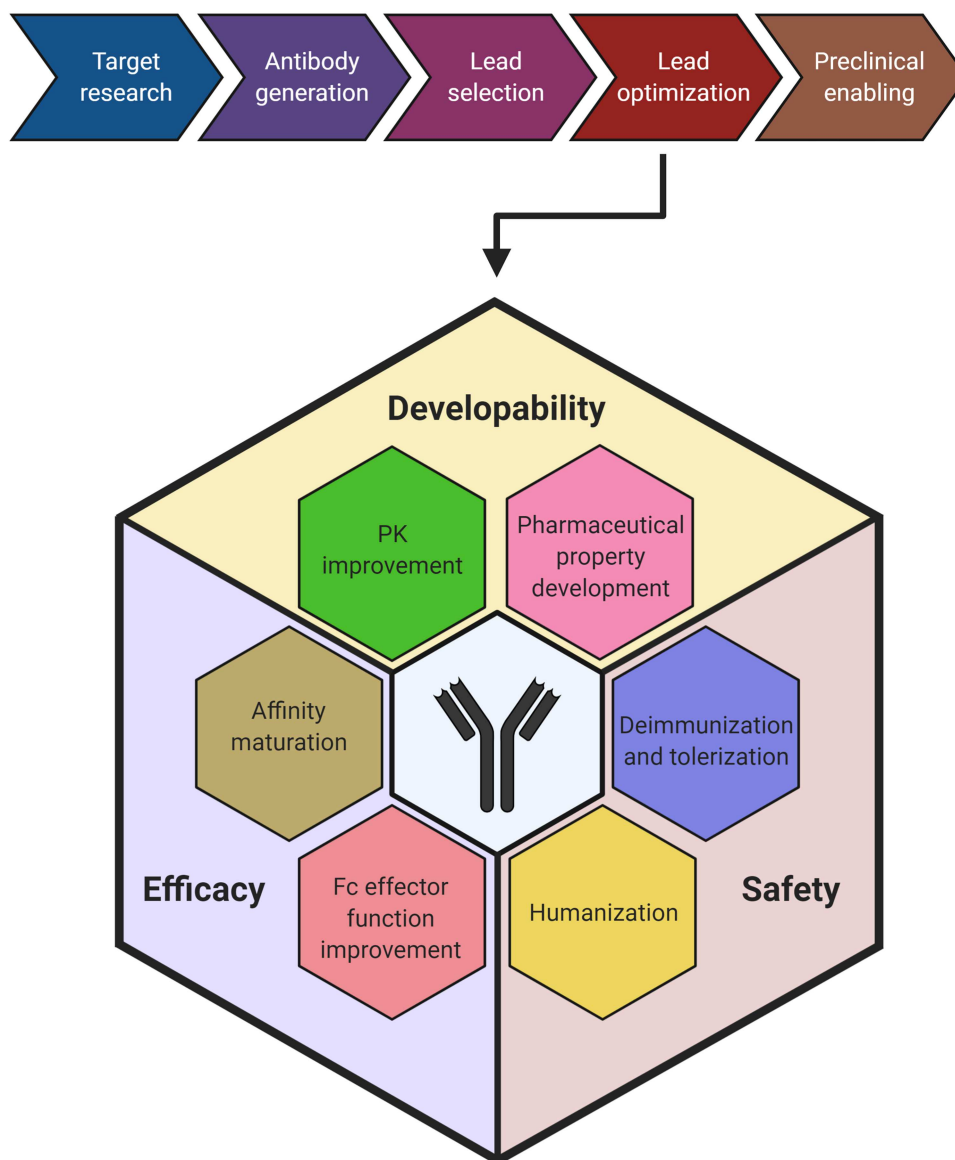 Target
research
Antibody
generation
Lead
selection
Lead
optimization
Preclinical
enabling
Developability
PK
improvement
Pharmaceutical
property
development
Affinity
maturation
Deimmunization
and tolerization
Efficacy
Fc effector
function
improvement
Humanization
Safety